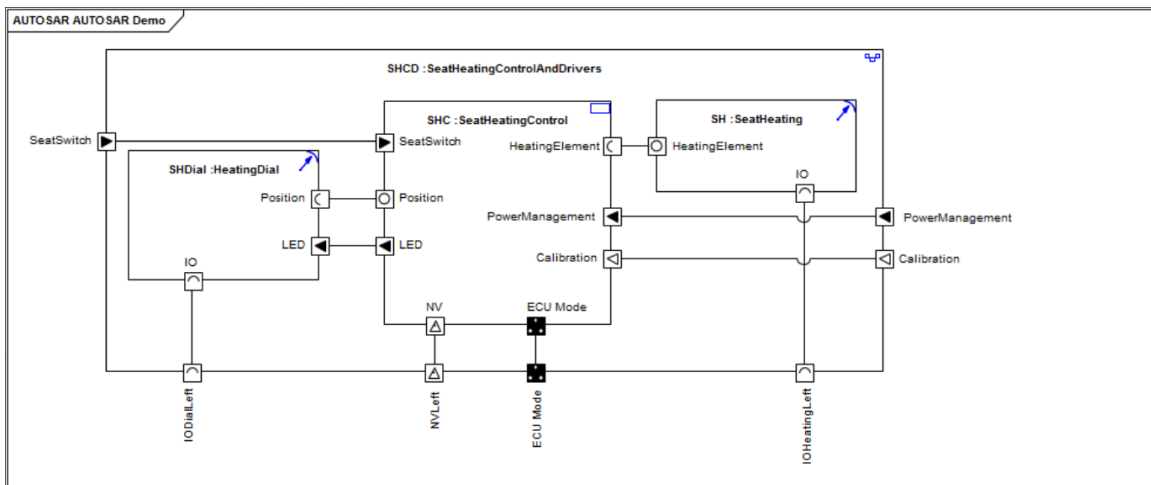 AUTOSAR AUTOSAR Demo
SHCD :SeatHeatingControlAndDrivers
SHC :SeatHeatingControl
SH :SeatHeating
SeatSwitch
SeatSwitch
HeatingElement
HeatingElement
SHDial :HeatingDial
IO
Position
Position
PowerManagement
PowerManagement
LED
LED
Calibration
Calibration
IO
NV
ECU Mode
IODialLeft
NVLeft
ECU Mode
IOHeatingLeft